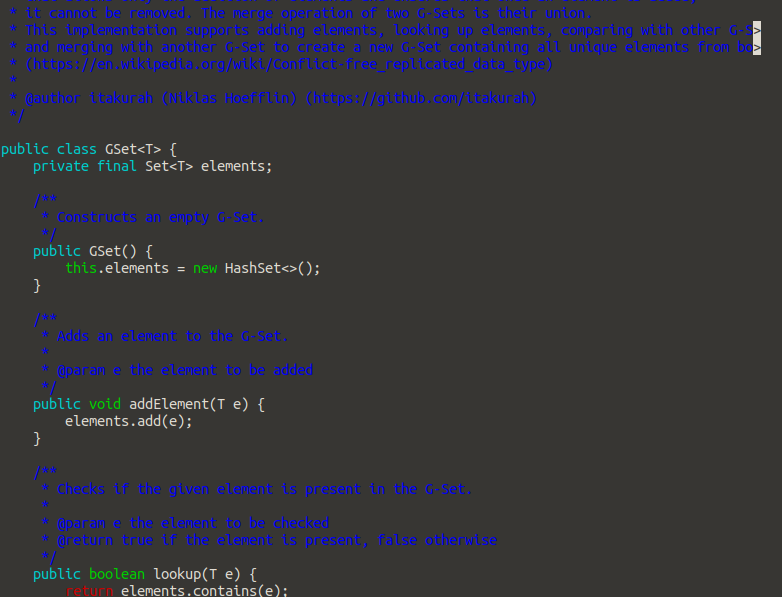 * it cannot be removed. The merge operation of two G-Sets is their union.
* This implementation supports adding elements, looking up elements, comparing with other G-S>
* and merging with another G-Set to create a new G-Set containing all unique elements from bo>
* (https://en.wikipedia.org/wiki/Conflict-free_replicated_data_type)
*
* @author itakurah (Niklas Hoefflin) (https://github.com/itakurah)
*/
public class GSet<T> {
private final Set<T> elements;
/**
* Constructs an empty G-Set.
*/
public GSet() {
this.elements = new HashSet<>();
}
/**
* Adds an element to the G-Set.
*
* @param e the element to be added
*/
public void addElement(T e) {
elements.add(e);
}
/**
* Checks if the given element is present in the G-Set.
*
* @param e the element to be checked
* @return true if the element is present, false otherwise
*/
public boolean lookup(T e) {
return elements.contains(e);